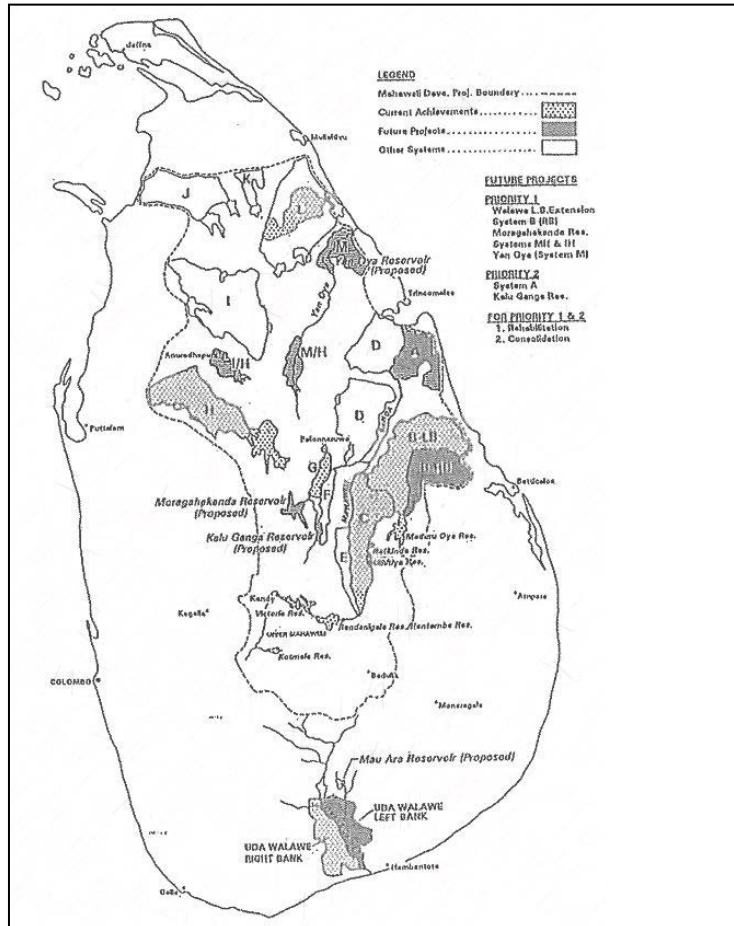 Jaffna
LEGEND
Mahaweli Deve. Proj. Boundary
Current Achievements
Future Projects
Other Systems
Mullaitivu
FUTURE PROJECTS
PRIORITY 1
Walawe L.B.Extension
System B (RB)
Moragahakanda Res.
Systems MH & IH
Yan Oya (System M)
PRIORITY 2
System A
Kalu Ganga Res.
FOR PRIORITY 1 & 2
1. Rehabilitation
2. Consolidation
J
K
L
M
Yan Oya Reservoir
(Proposed)
Yan Oya
Trincomalee
I
D
A
Anuradhapura
I/H
M/H
H
D
Puttalam
Polonnaruwa
B-LB
B-RB
Batticaloa
G
F
C
E
Moragahakanda Reservoir
(Proposed)
Kalu Ganga Reservoir
(Proposed)
Maduru Oya Res.
Ulhitiya Res.
Ampara
Kandy
Victoria Res.
Kegalle
Randenigala Res.
Rantembe Res.
UPPER MAHAWELI
Kotmale Res.
COLOMBO
Badulla
Monaragala
Mau Ara Reservoir (Proposed)
UDA WALAWE
LEFT BANK
UDA WALAWE
RIGHT BANK
Hambantota
Galle